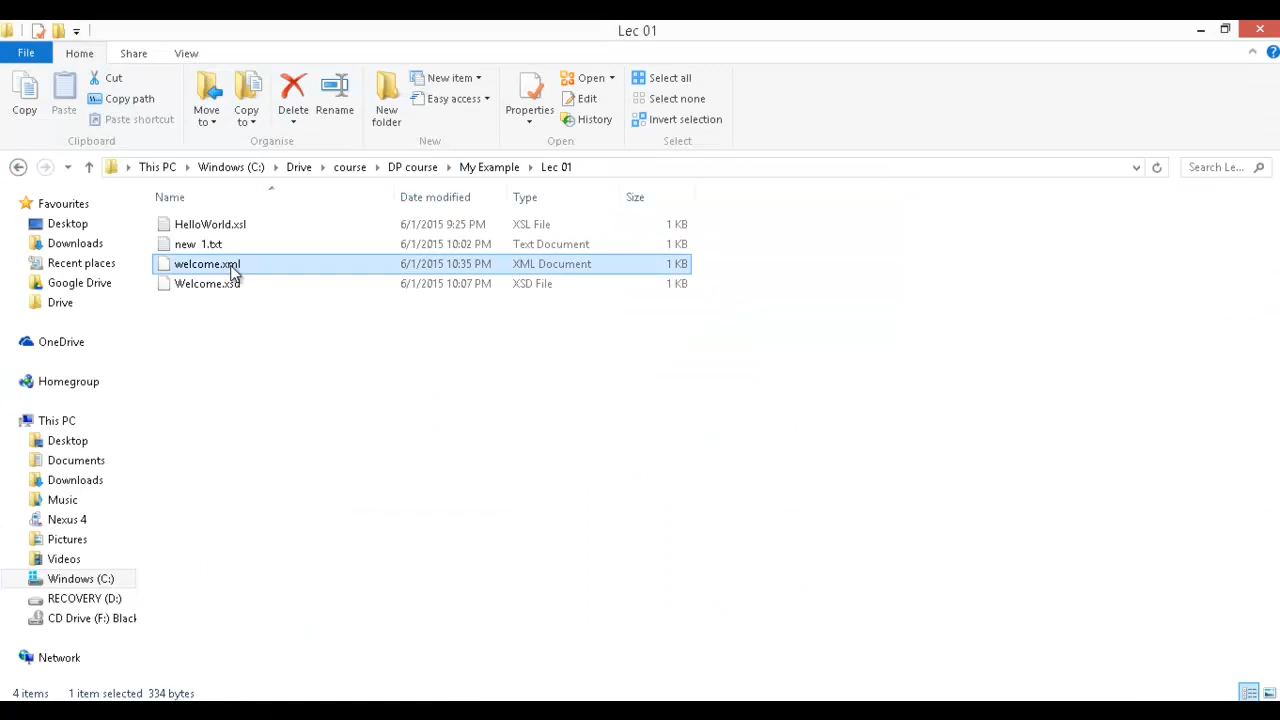 Lec 01
File Home Share View
Copy
Paste
Cut
Copy path
Paste shortcut
Clipboard
Move to
Copy to
Delete
Rename
Organise
New folder
New item
Easy access
New
Properties
Open
Edit
History
Open
Select all
Select none
Invert selection
Select
This PC Windows (C:) Drive course DP course My Example Lec 01
Search Le...
Name Date modified Type Size
HelloWorld.xsl 6/1/2015 9:25 PM XSL File 1 KB
new 1.txt 6/1/2015 10:02 PM Text Document 1 KB
welcome.xml 6/1/2015 10:35 PM XML Document 1 KB
Welcome.xsd 6/1/2015 10:07 PM XSD File 1 KB
Favourites
Desktop
Downloads
Recent places
Google Drive
Drive
OneDrive
Homegroup
This PC
Desktop
Documents
Downloads
Music
Nexus 4
Pictures
Videos
Windows (C:)
RECOVERY (D:)
CD Drive (F:) Black
Network
4 items 1 item selected 334 bytes